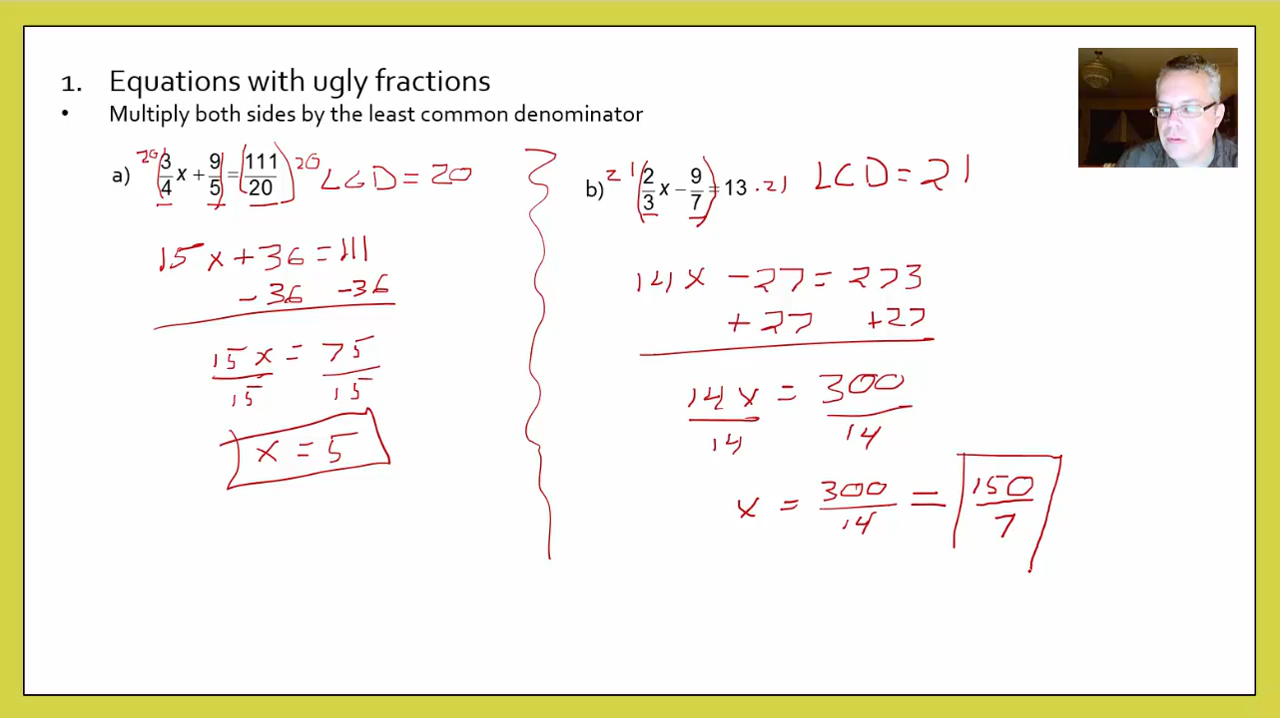 1. Equations with ugly fractions
• Multiply both sides by the least common denominator
a) 20(3/4 x + 9/5) = (111/20)20 LCD = 20
15x + 36 = 111
- 36 -36
15x/15 = 75/15
x = 5
b) 21(2/3 x - 9/7) = 13 · 21 LCD = 21
14x - 27 = 273
+ 27 +27
14x/14 = 300/14
x = 300/14 = 150/7